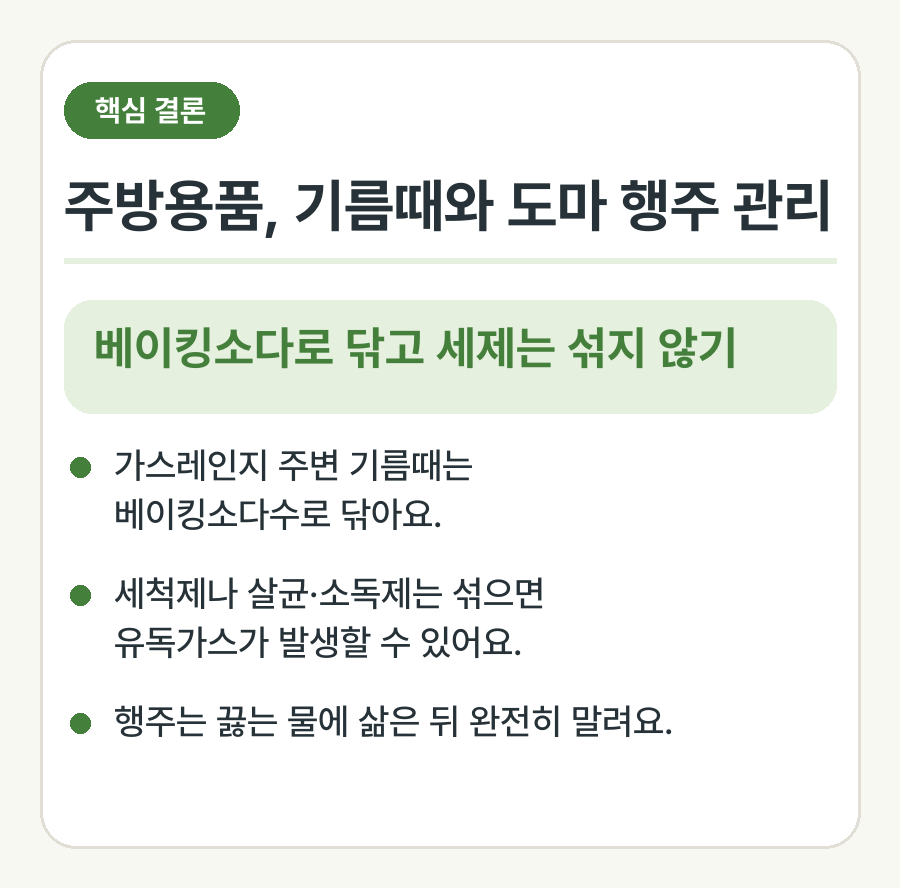 핵심 결론
주방용품, 기름때와 도마 행주 관리
베이킹소다로 닦고 세제는 섞지 않기
가스레인지 주변 기름때는
베이킹소다수로 닦아요.
세척제나 살균·소독제는 섞으면
유독가스가 발생할 수 있어요.
행주는 끓는 물에 삶은 뒤 완전히 말려요.